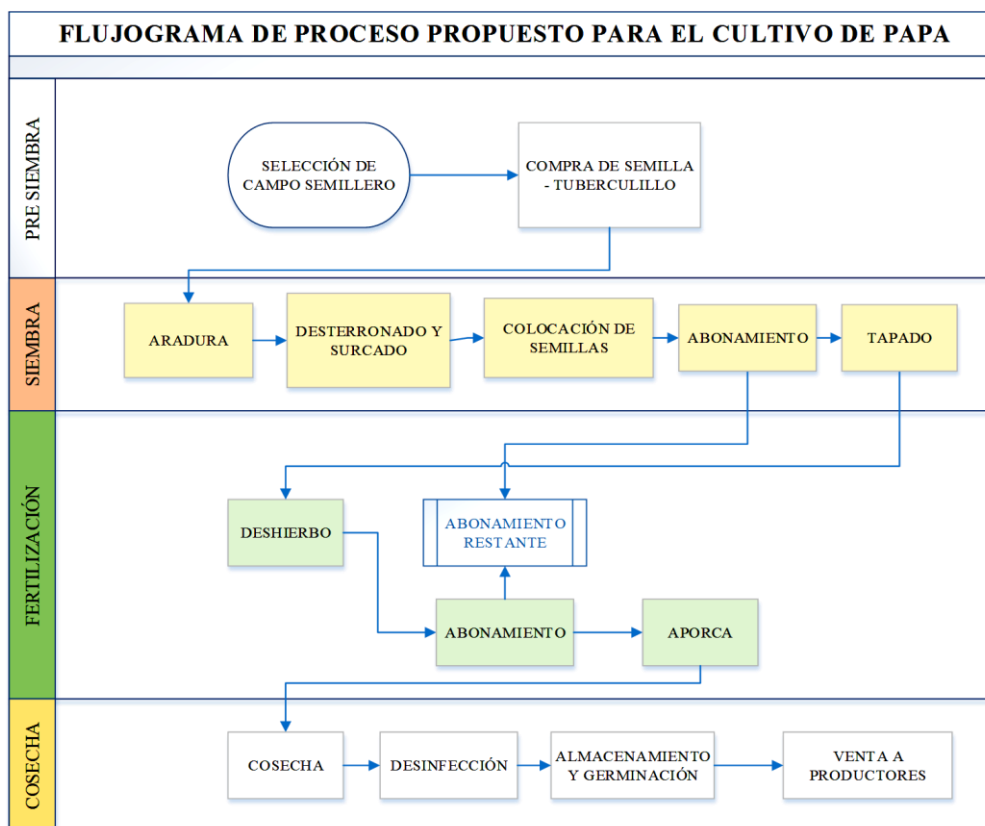 FLUJOGRAMA DE PROCESO PROPUESTO PARA EL CULTIVO DE PAPA
PRE SIEMBRA
SELECCIÓN DE
CAMPO SEMILLERO
COMPRA DE SEMILLA
- TUBERCULILLO
SIEMBRA
ARADURA
DESTERRONADO Y
SURCADO
COLOCACIÓN DE
SEMILLAS
ABONAMIENTO
TAPADO
FERTILIZACIÓN
DESHIERBO
ABONAMIENTO
RESTANTE
ABONAMIENTO
APORCA
COSECHA
COSECHA
DESINFECCIÓN
ALMACENAMIENTO
Y GERMINACIÓN
VENTA A
PRODUCTORES